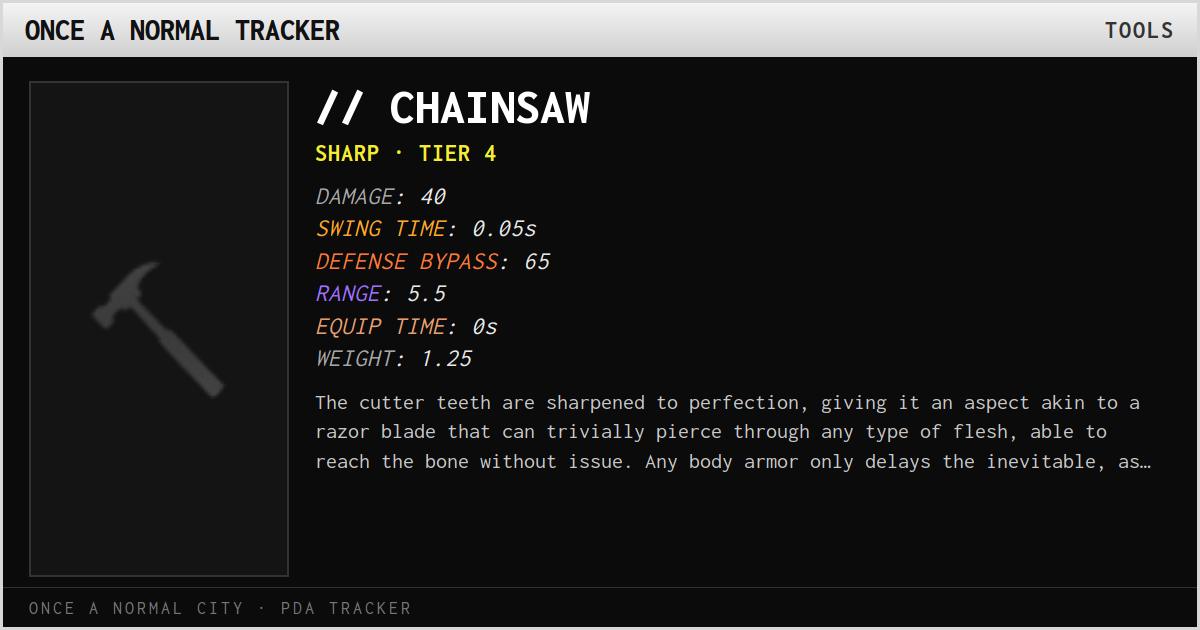 ONCE A NORMAL TRACKER
TOOLS
// CHAINSAW
SHARP · TIER 4
DAMAGE: 40
SWING TIME: 0.05s
DEFENSE BYPASS: 65
RANGE: 5.5
EQUIP TIME: 0s
WEIGHT: 1.25
The cutter teeth are sharpened to perfection, giving it an aspect akin to a
razor blade that can trivially pierce through any type of flesh, able to
reach the bone without issue. Any body armor only delays the inevitable, as…
ONCE A NORMAL CITY · PDA TRACKER